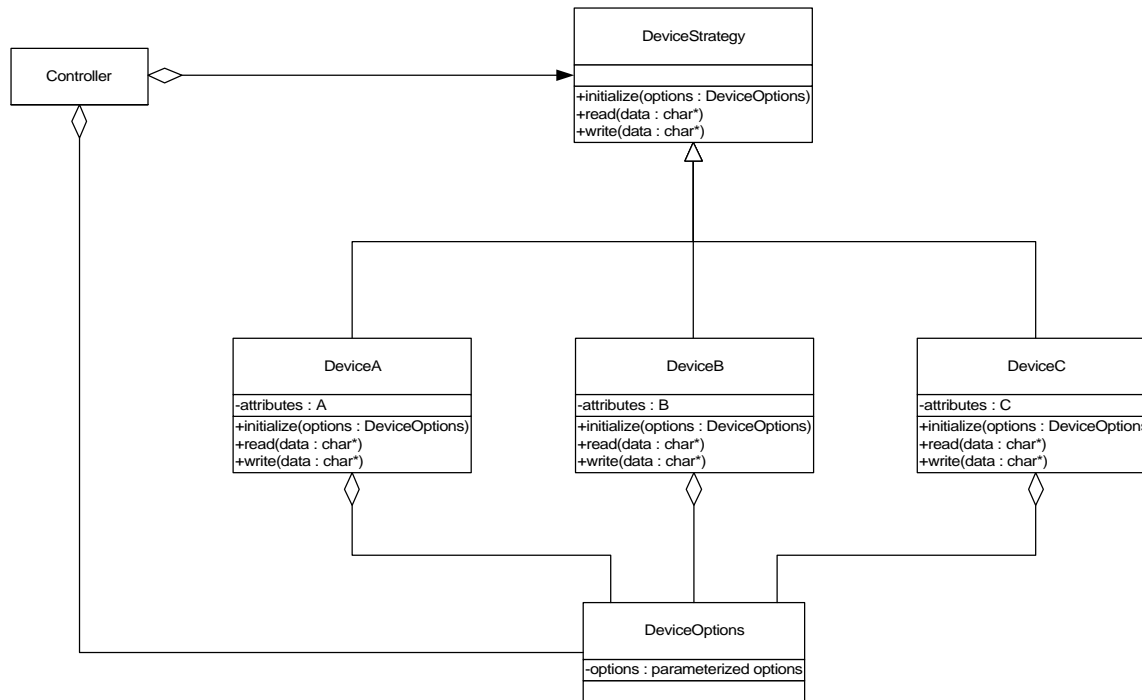 DeviceStrategy
Controller
+initialize(options : DeviceOptions)
+read(data : char*)
+write(data : char*)
DeviceA
-attributes : A
+initialize(options : DeviceOptions)
+read(data : char*)
+write(data : char*)
DeviceB
-attributes : B
+initialize(options : DeviceOptions)
+read(data : char*)
+write(data : char*)
DeviceC
-attributes : C
+initialize(options : DeviceOptions
+read(data : char*)
+write(data : char*)
DeviceOptions
-options : parameterized options